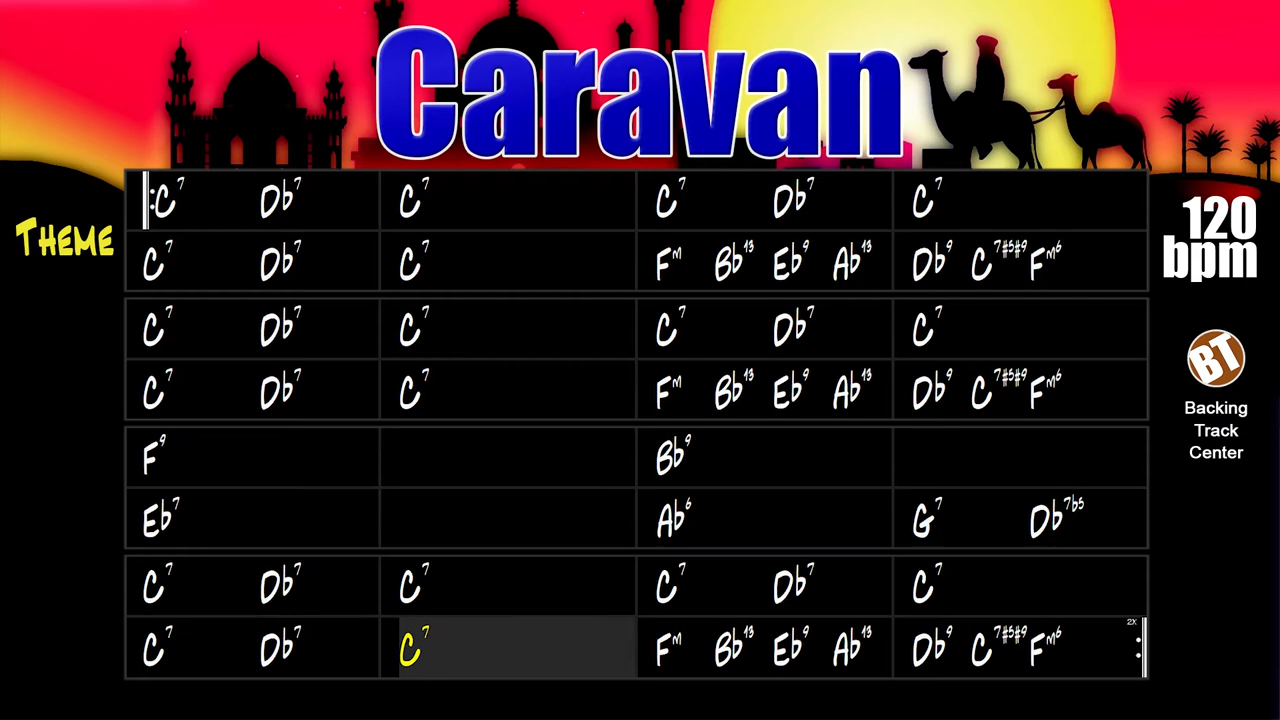 Caravan
THEME
120
bpm
BT
Backing
Track
Center
C7 Db7 C7 C7 Db7 C7
C7 Db7 C7 Fm Bb13 Eb9 Ab13 Db9 C7#5#9 Fm6
C7 Db7 C7 C7 Db7 C7
C7 Db7 C7 Fm Bb13 Eb9 Ab13 Db9 C7#5#9 Fm6
F9 Bb9
Eb7 Ab6 G7 Db7b5
C7 Db7 C7 C7 Db7 C7
C7 Db7 C7 Fm Bb13 Eb9 Ab13 Db9 C7#5#9 Fm6 2X